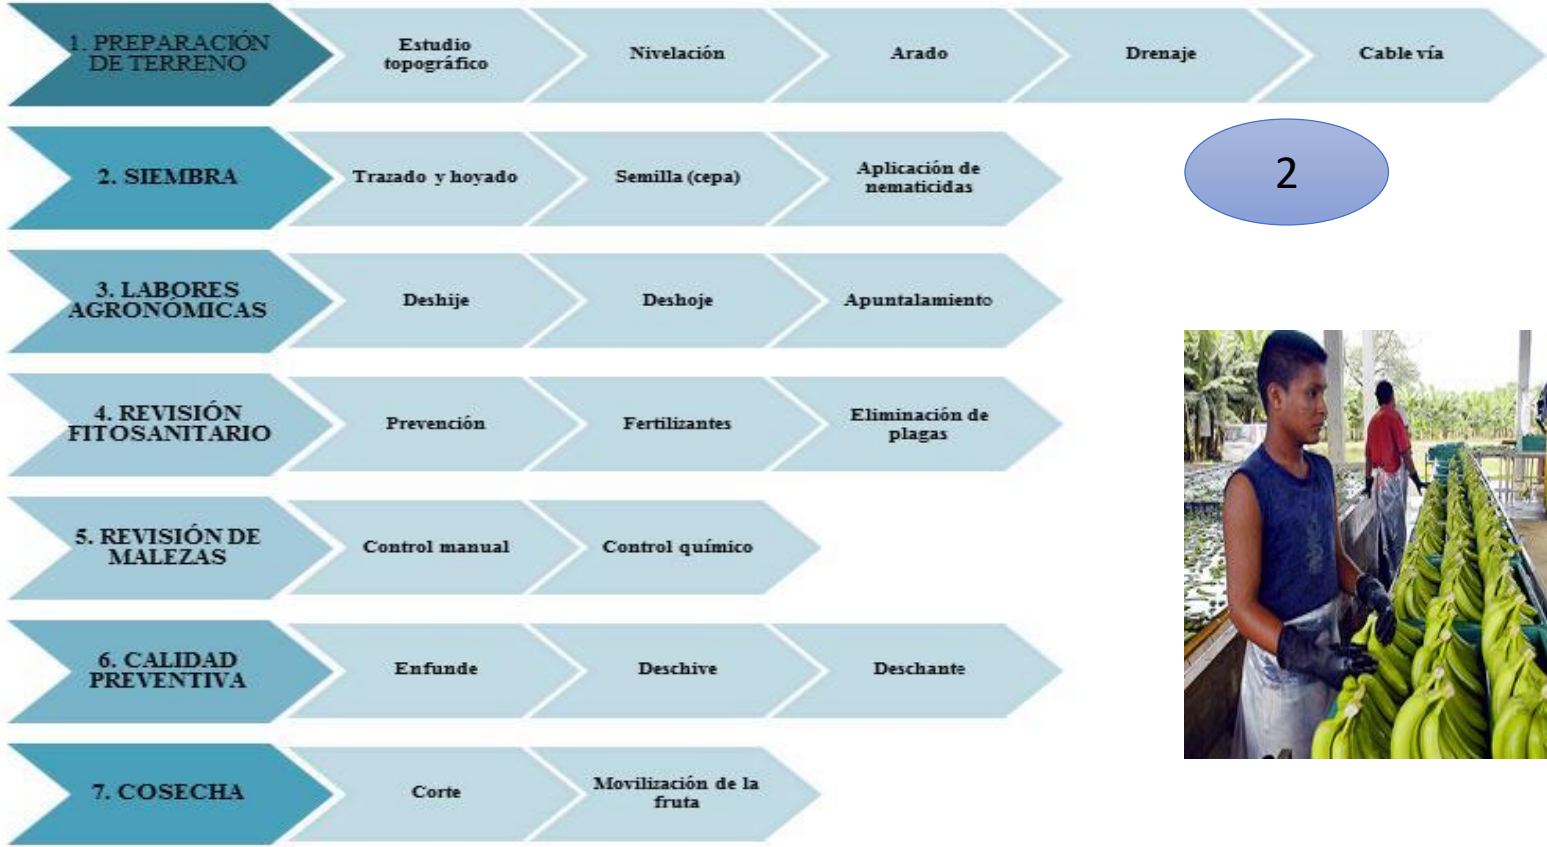 1. PREPARACIÓN
DE TERRENO
Estudio
topográfico
Nivelación
Arado
Drenaje
Cable vía
2. SIEMBRA
Trazado y hoyado
Semilla (cepa)
Aplicación de
nematicidas
2
3. LABORES
AGRONÓMICAS
Deshije
Deshoje
Apuntalamiento
4. REVISIÓN
FITOSANITARIO
Prevención
Fertilizantes
Eliminación de
plagas
5. REVISIÓN DE
MALEZAS
Control manual
Control químico
6. CALIDAD
PREVENTIVA
Enfunde
Deschive
Deschante
7. COSECHA
Corte
Movilización de la
fruta